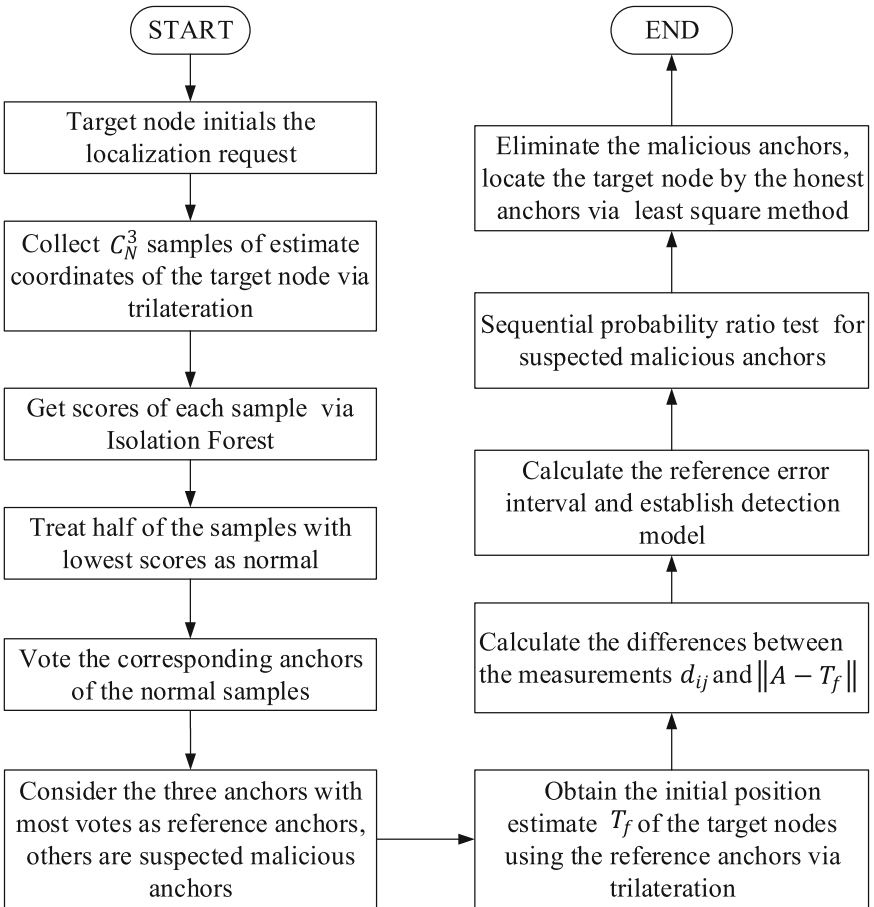 START
Target node initials the
localization request
Collect $C_N^3$ samples of estimate
coordinates of the target node via
trilateration
Get scores of each sample via
Isolation Forest
Treat half of the samples with
lowest scores as normal
Vote the corresponding anchors
of the normal samples
Consider the three anchors with
most votes as reference anchors,
others are suspected malicious
anchors
Obtain the initial position
estimate $T_f$ of the target nodes
using the reference anchors via
trilateration
Calculate the differences between
the measurements $d_{ij}$ and $\|A - T_f\|$
Calculate the reference error
interval and establish detection
model
Sequential probability ratio test for
suspected malicious anchors
Eliminate the malicious anchors,
locate the target node by the honest
anchors via least square method
END